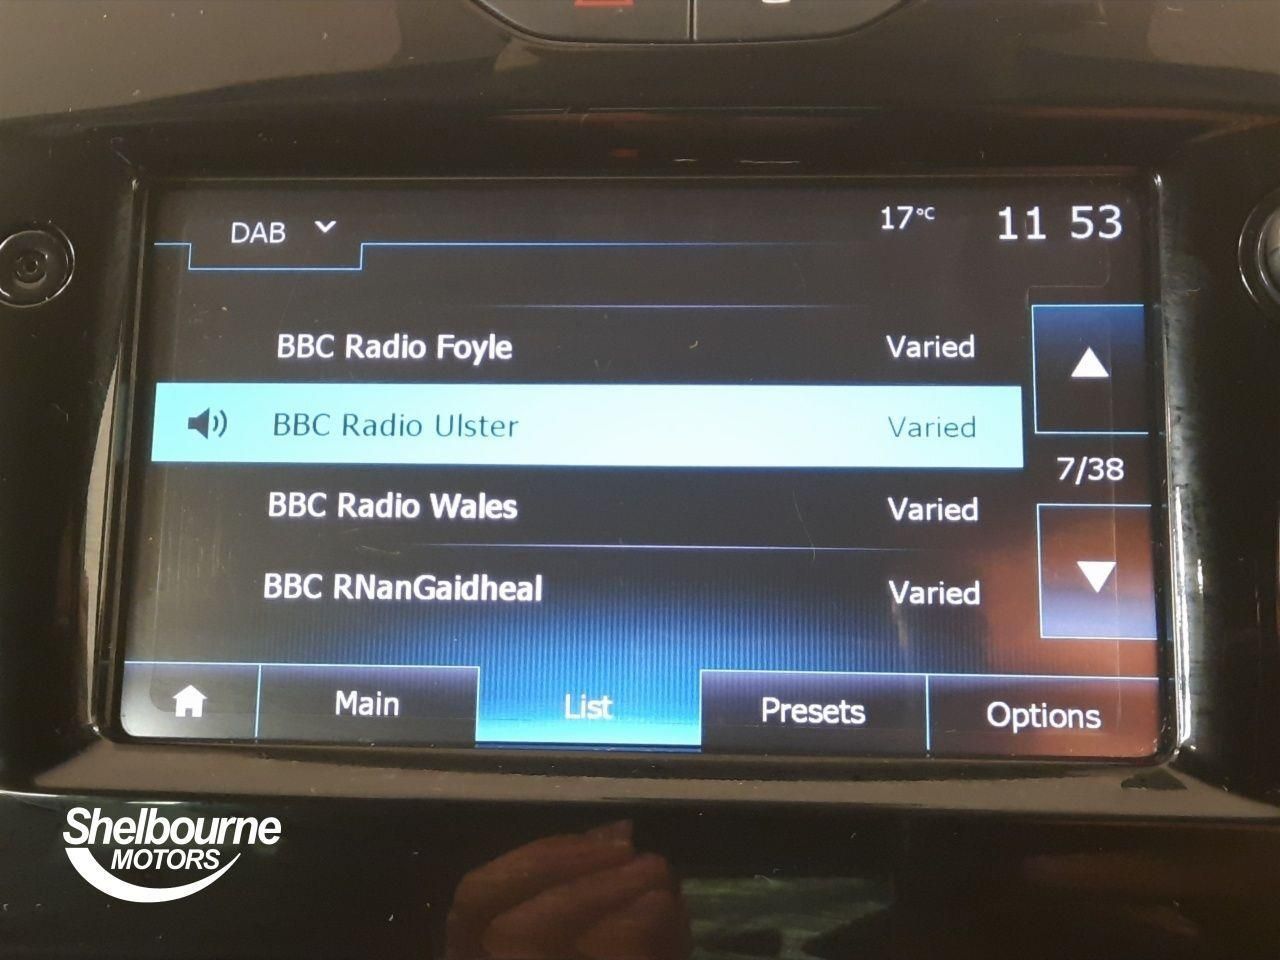 DAB 17°C 11 53
BBC Radio Foyle Varied
BBC Radio Ulster Varied
7/38
BBC Radio Wales Varied
BBC RNanGaidheal Varied
Main List Presets Options
Shelbourne
MOTORS